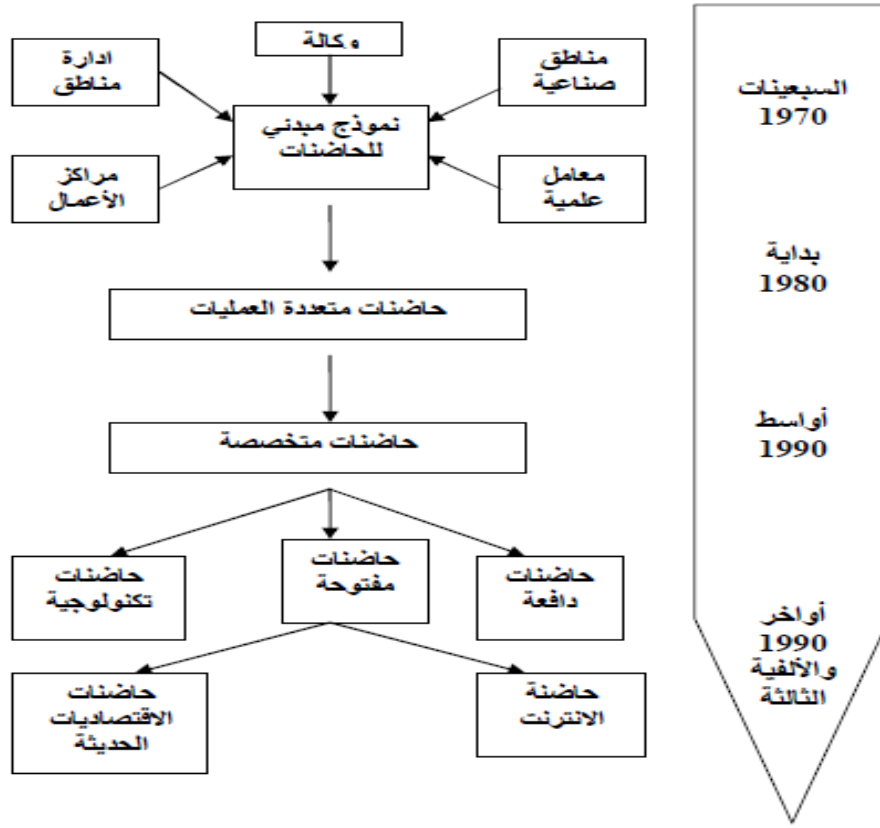 وكالة
مناطق
صناعية
ادارة
مناطق
نموذج مبدئي
للحاضنات
معامل
علمية
مراكز
الأعمال
حاضنات متعددة العمليات
حاضنات متخصصة
حاضنات
دافعة
حاضنات
مفتوحة
حاضنات
تكنولوجية
حاضنة
الانترنت
حاضنات
الاقتصاديات
الحديثة
السبعينات
1970
بداية
1980
أواسط
1990
أواخر
1990
والألفية
الثالثة